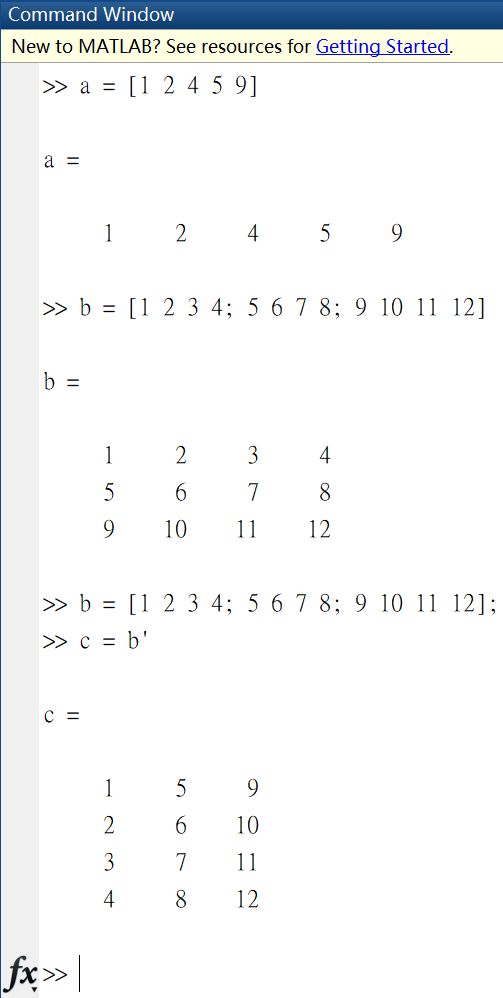 Command Window
New to MATLAB? See resources for Getting Started.
>> a = [1 2 4 5 9]
a =
1 2 4 5 9
>> b = [1 2 3 4; 5 6 7 8; 9 10 11 12]
b =
1 2 3 4
5 6 7 8
9 10 11 12
>> b = [1 2 3 4; 5 6 7 8; 9 10 11 12];
>> c = b'
c =
1 5 9
2 6 10
3 7 11
4 8 12
fx >>